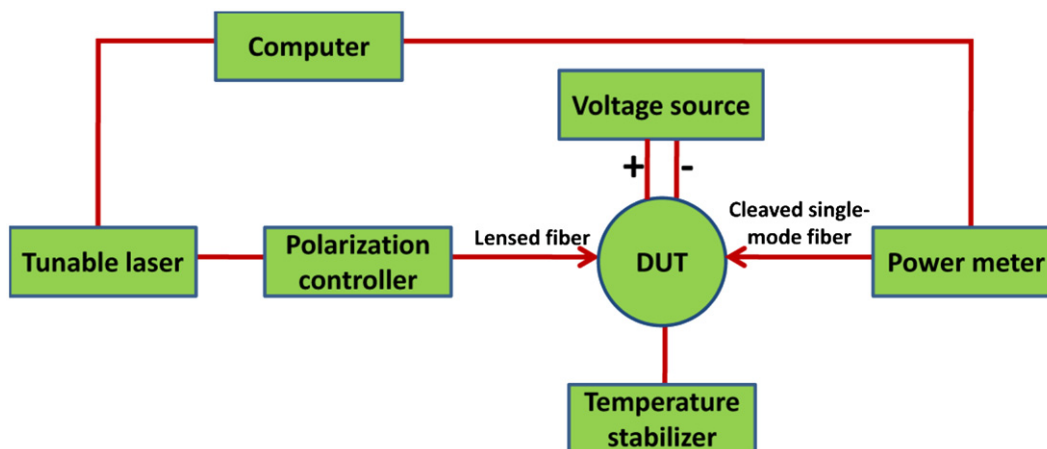 Computer
Voltage source
+ -
Lensed fiber
Cleaved single-
mode fiber
Tunable laser
Polarization
controller
DUT
Power meter
Temperature
stabilizer